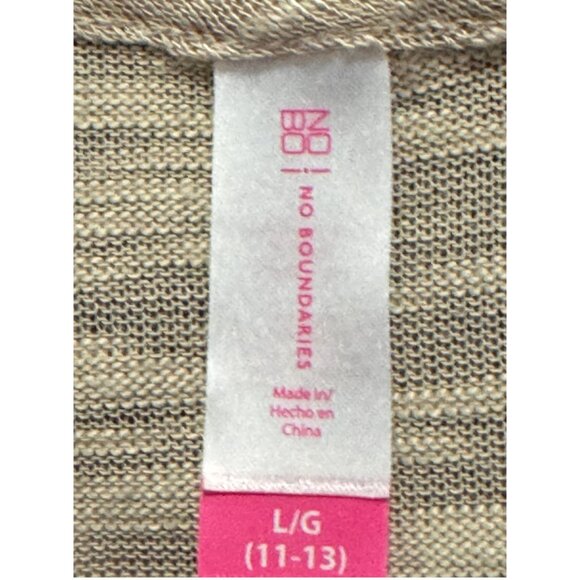 NO
BO
NO BOUNDARIES
Made in/
Hecho en
China
L/G
(11-13)